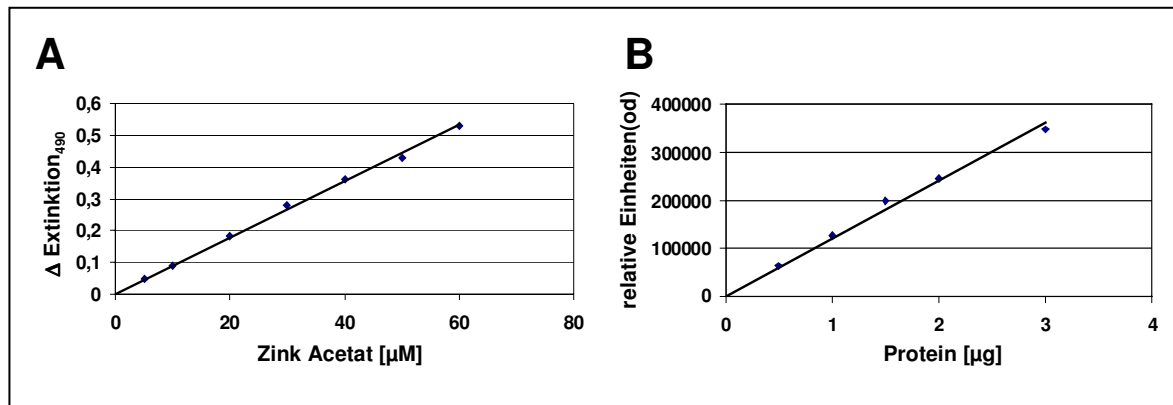 A
Δ Extinktion490
0,6
0,5
0,4
0,3
0,2
0,1
0
0 20 40 60 80
Zink Acetat [µM]
B
relative Einheiten(od)
400000
300000
200000
100000
0
0 1 2 3 4
Protein [µg]